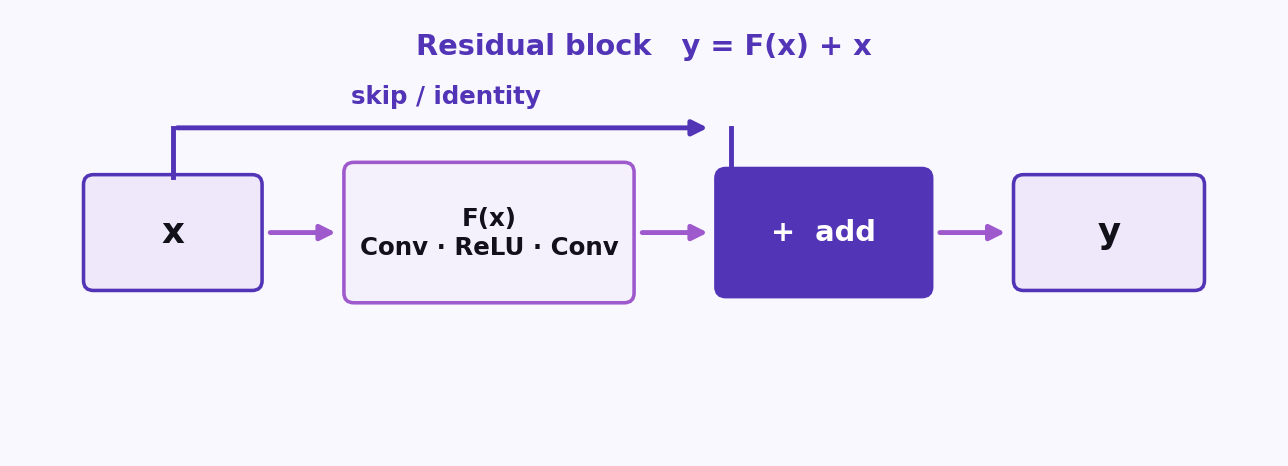 Residual block   y = F(x) + x
skip / identity
x
F(x)
Conv · ReLU · Conv
+  add
y